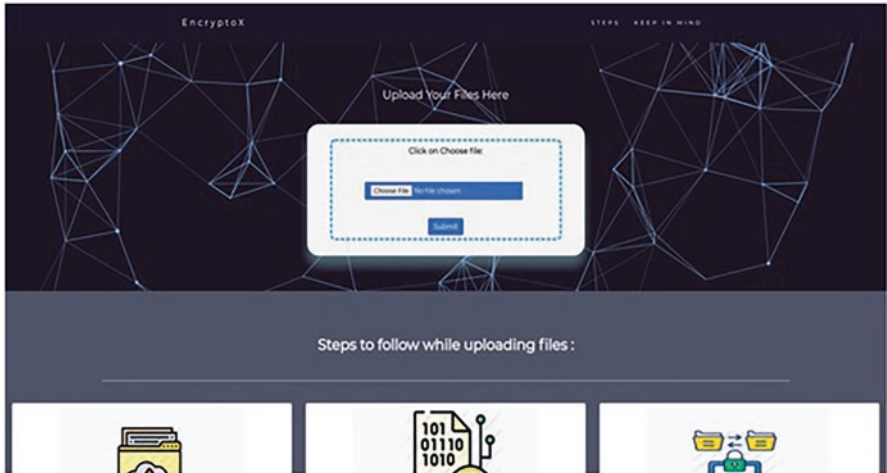 EncryptoX
STEPS KEEP IN MIND
Upload Your Files Here
Click on Choose file:
Choose File No file chosen
Submit
Steps to follow while uploading files :
101
01110
1010